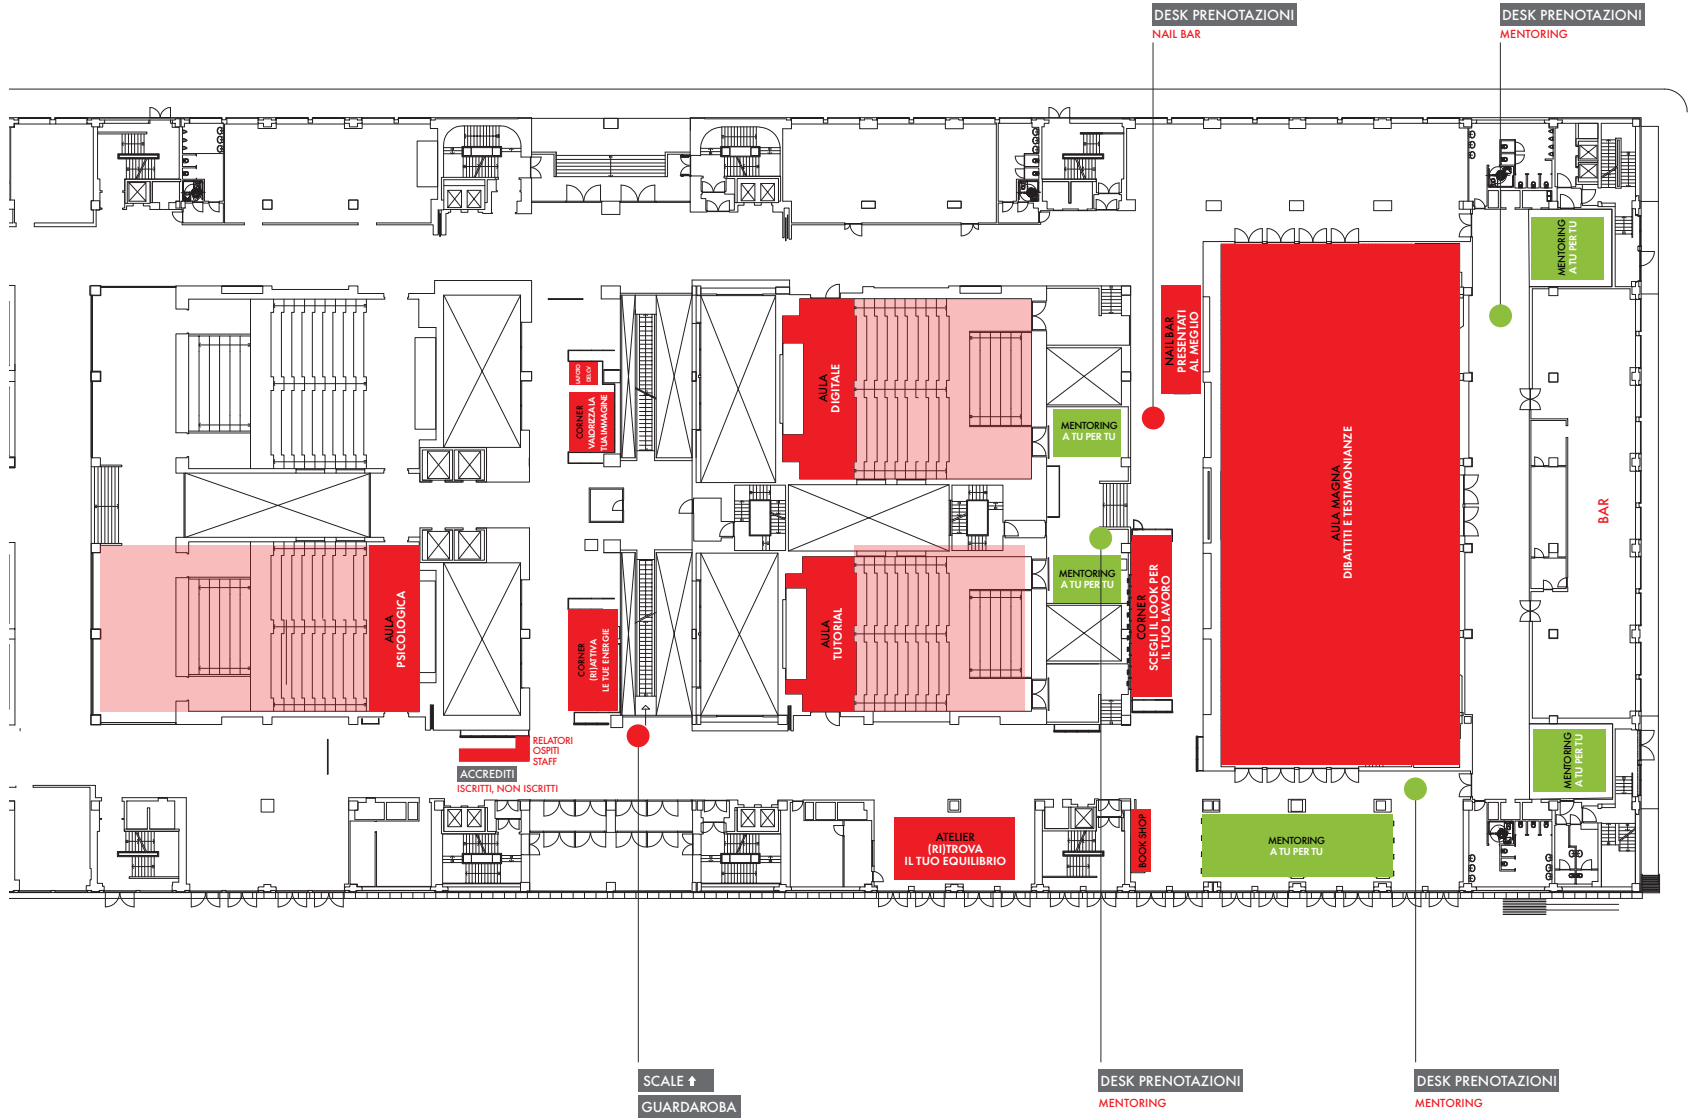 DESK PRENOTAZIONI
NAIL BAR
DESK PRENOTAZIONI
MENTORING
MENTORING
A TU PER TU
NAIL BAR
PRESENTATI
AL MEGLIO
LA FOTO
DEL CV
CORNER
VALORIZZA LA
TUA IMMAGINE
AULA
DIGITALE
MENTORING
A TU PER TU
AULA MAGNA
DIBATTITI E TESTIMONIANZE
BAR
AULA
PSICOLOGICA
CORNER
(RI)ATTIVA
LE TUE ENERGIE
AULA
TUTORIAL
MENTORING
A TU PER TU
CORNER
SCEGLI IL LOOK PER
IL TUO LAVORO
RELATORI
OSPITI
STAFF
ACCREDITI
ISCRITTI, NON ISCRITTI
MENTORING
A TU PER TU
ATELIER
(RI)TROVA
IL TUO EQUILIBRIO
BOOK SHOP
MENTORING
A TU PER TU
SCALE ⬆
GUARDAROBA
DESK PRENOTAZIONI
MENTORING
DESK PRENOTAZIONI
MENTORING